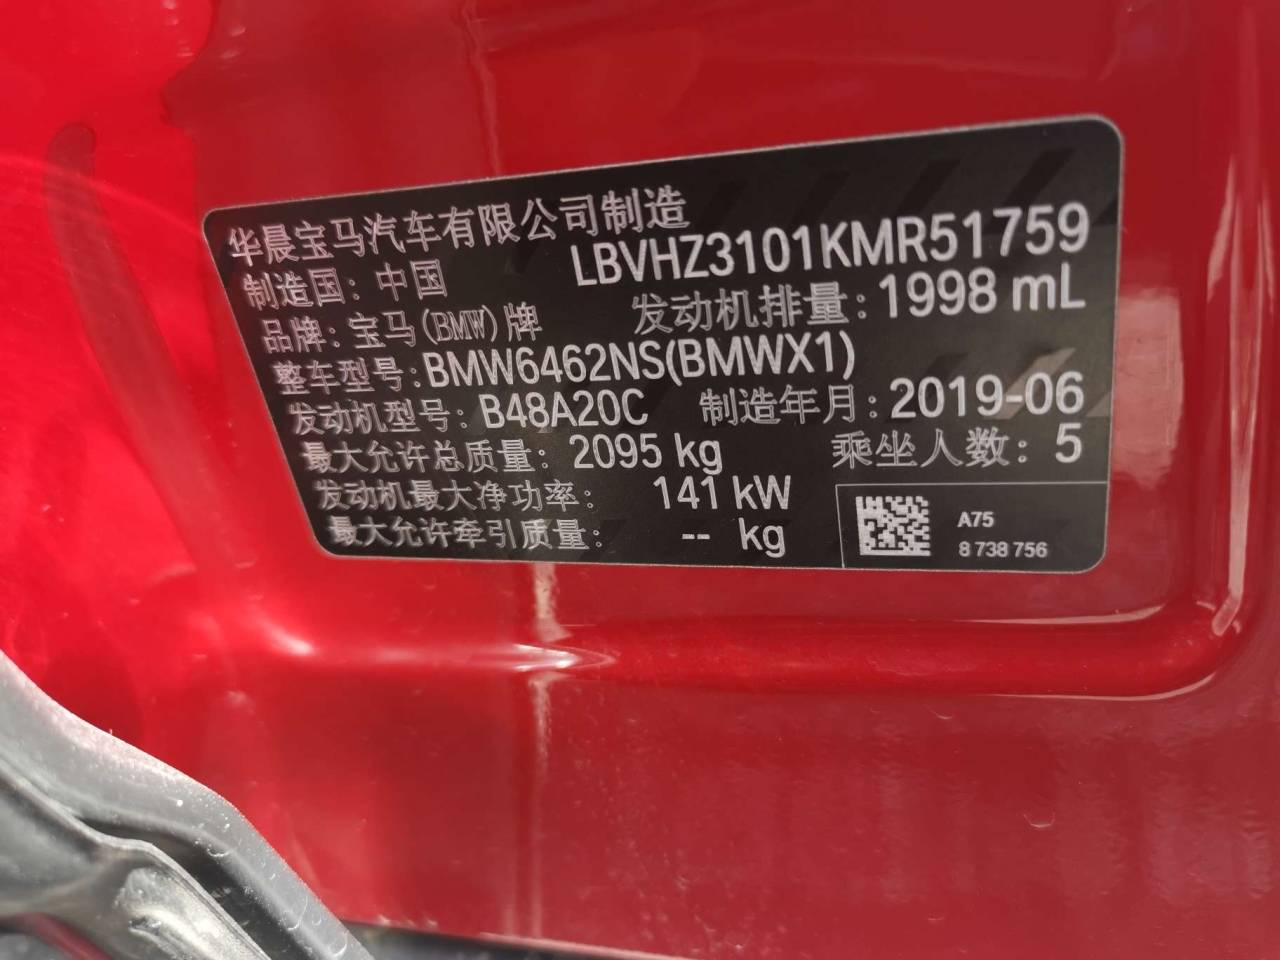 华晨宝马汽车有限公司制造
制造国：中国 LBVHZ3101KMR51759
品牌：宝马(BMW)牌 发动机排量：1998 mL
整车型号：BMW6462NS(BMWX1)
发动机型号：B48A20C 制造年月：2019-06
最大允许总质量：2095 kg 乘坐人数：5
发动机最大净功率：141 kW
最大允许牵引质量：-- kg
A75
8 738 756